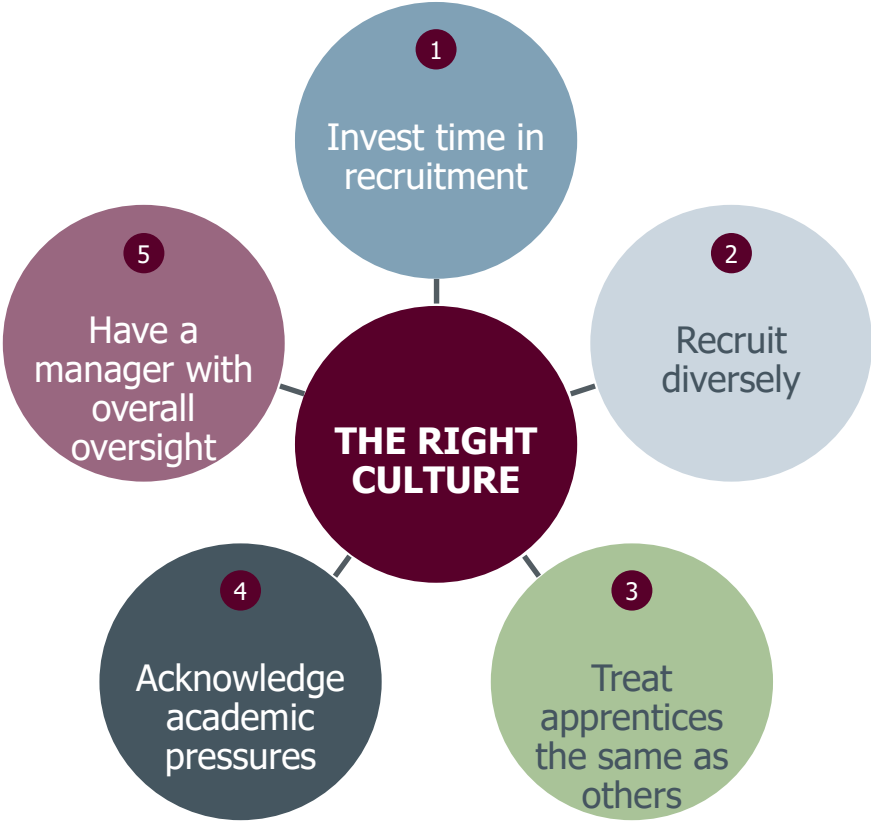 1
Invest time in
recruitment
2
Recruit
diversely
3
Treat
apprentices
the same as
others
4
Acknowledge
academic
pressures
5
Have a
manager with
overall
oversight
THE RIGHT
CULTURE